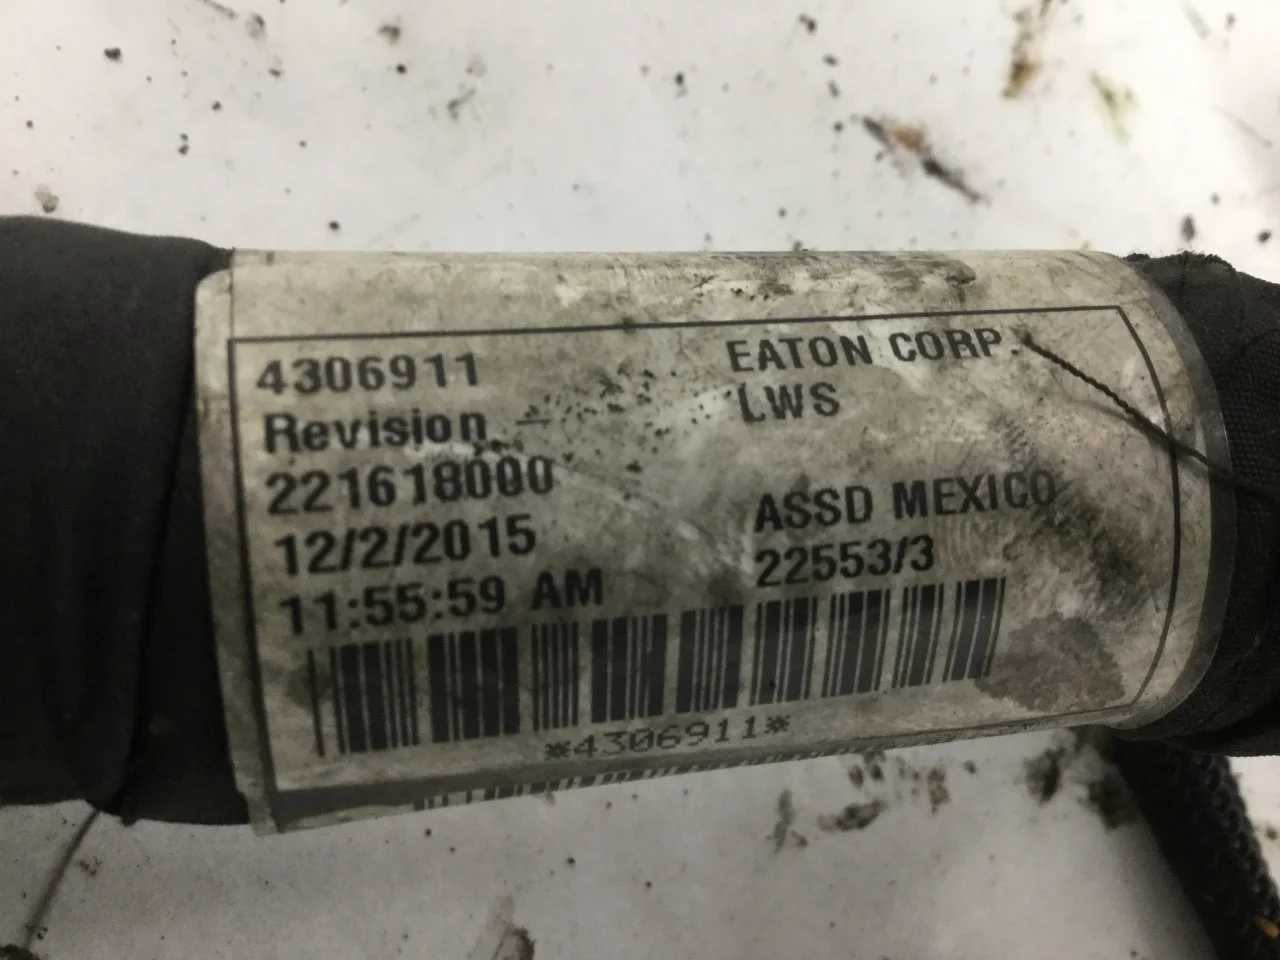 4306911
Revision -
221618000
12/2/2015
11:55:59 AM
EATON CORP.
LWS
ASSD MEXICO
22553/3
*4306911*